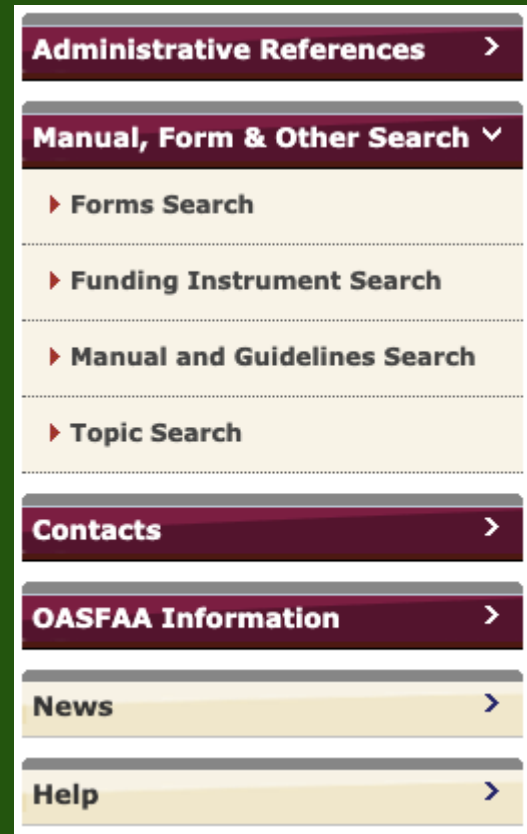 Administrative References
Manual, Form & Other Search
Forms Search
Funding Instrument Search
Manual and Guidelines Search
Topic Search
Contacts
OASFAA Information
News
Help